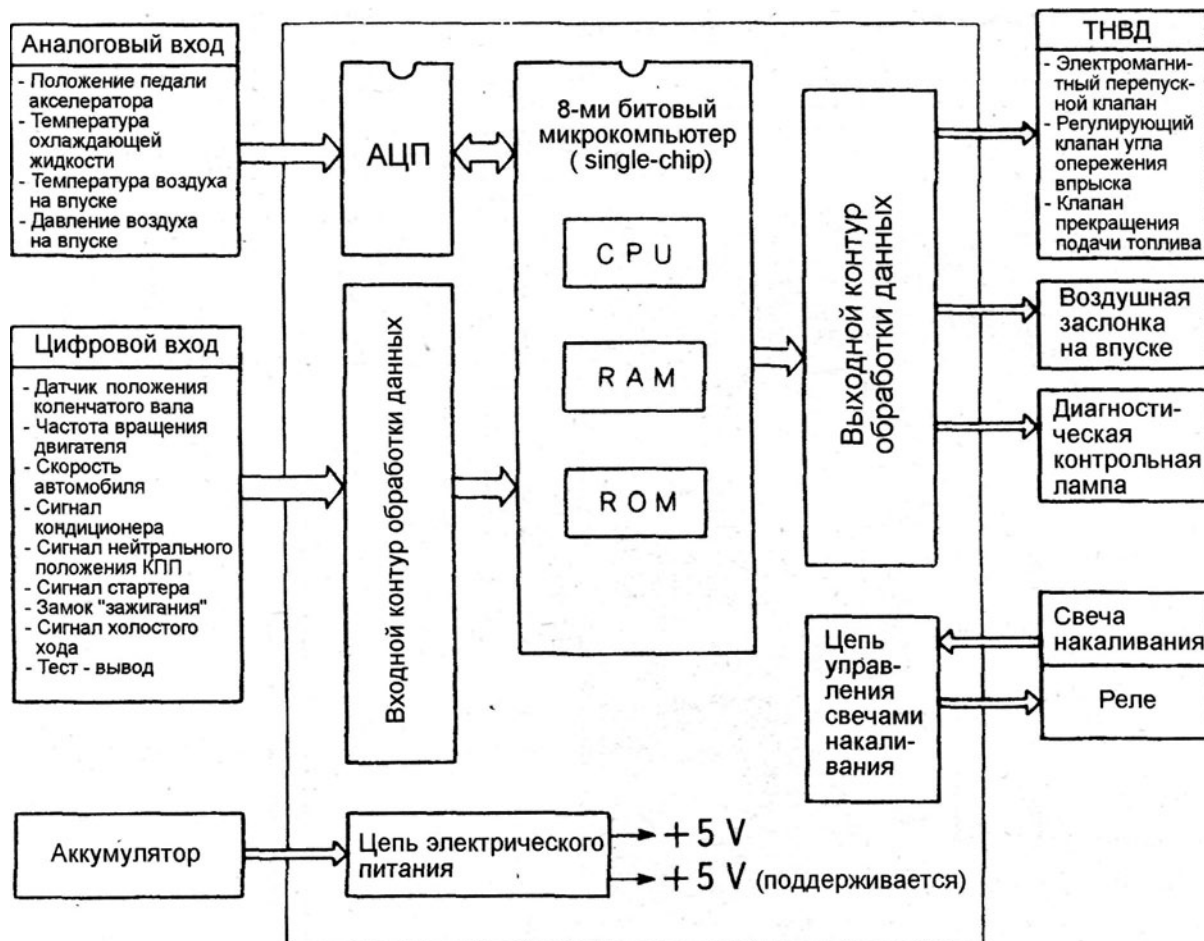 Аналоговый вход
- Положение педали
акселератора
- Температура
охлаждающей
жидкости
- Температура воздуха
на впуске
- Давление воздуха
на впуске
Цифровой вход
- Датчик положения
коленчатого вала
- Частота вращения
двигателя
- Скорость
автомобиля
- Сигнал
кондиционера
- Сигнал нейтрального
положения КПП
- Сигнал стартера
- Замок "зажигания"
- Сигнал холостого
хода
- Тест - вывод
Аккумулятор
АЦП
Входной контур обработки данных
8-ми битовый
микрокомпьютер
( single-chip)
CPU
RAM
ROM
Выходной контур
обработки данных
Цепь
управ-
ления
свечами
накали-
вания
Цепь электрического
питания
+5 V
+5 V (поддерживается)
ТНВД
- Электромагни-
тный перепуск-
ной клапан
- Регулирующий
клапан угла
опережения
впрыска
- Клапан
прекращения
подачи топлива
Воздушная
заслонка
на впуске
Диагности-
ческая
контрольная
лампа
Свеча
накаливания
Реле